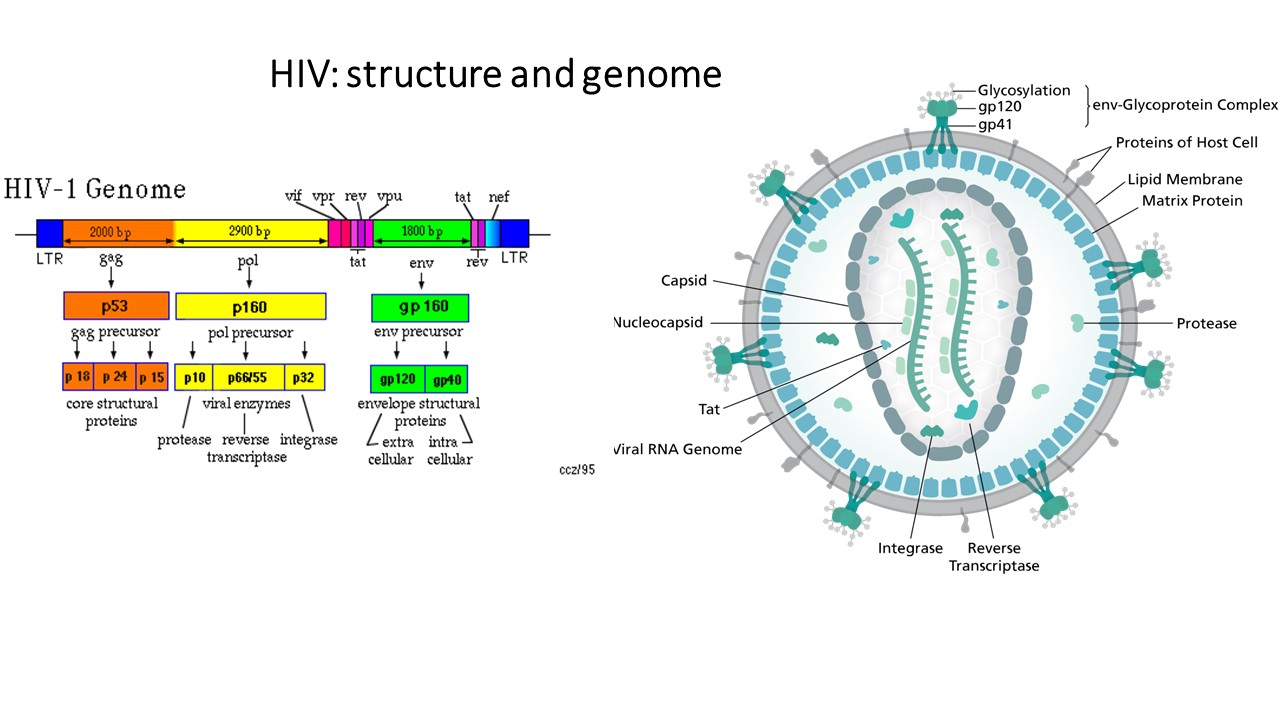 HIV: structure and genome
HIV-1 Genome
vif vpr rev vpu tat nef
2000 bp 2900 bp 1800 bp
LTR gag pol tat env rev LTR
p53 p160 gp 160
gag precursor pol precursor env precursor
p 18 p 24 p 15 p10 p66/55 p32 gp120 gp40
core structural
proteins
viral enzymes
envelope structural
proteins
protease reverse
transcriptase
integrase
extra
cellular
intra
cellular
ccz/95
Glycosylation
gp120
gp41
env-Glycoprotein Complex
Proteins of Host Cell
Lipid Membrane
Matrix Protein
Capsid
Nucleocapsid
Protease
Tat
Viral RNA Genome
Integrase
Reverse
Transcriptase